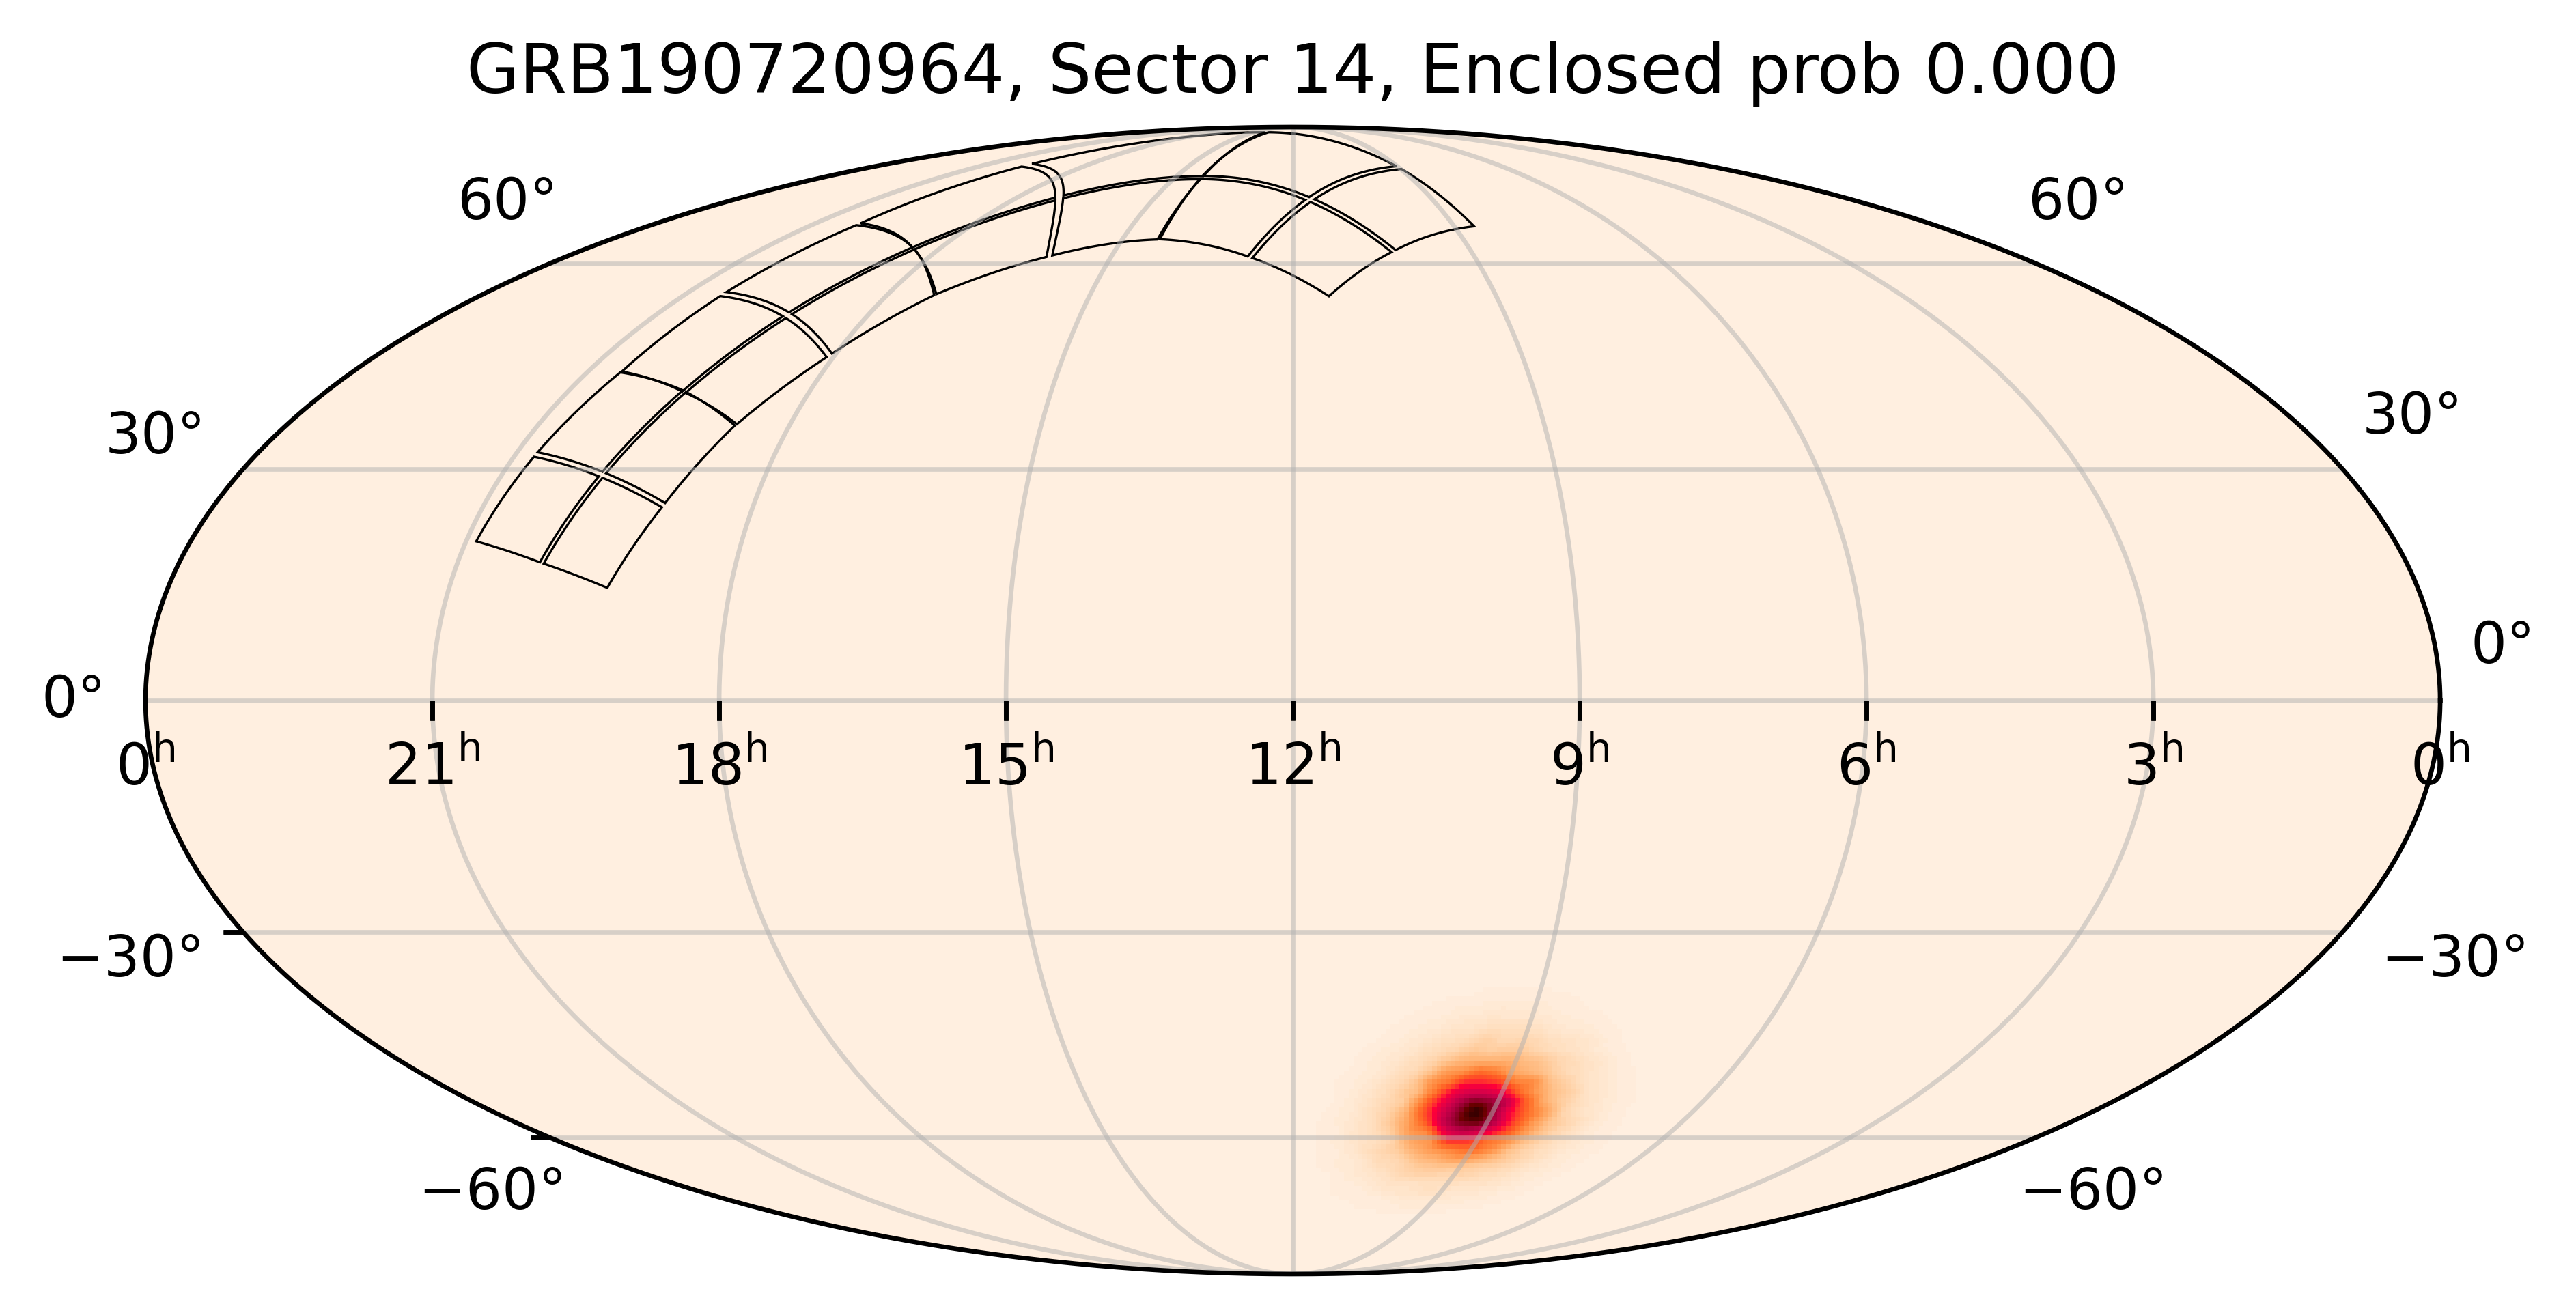 GRB190720964, Sector 14, Enclosed prob 0.000
60° 60°
30° 30°
0° 0°
0h 21h 18h 15h 12h 9h 6h 3h 0h
−30° −30°
−60° −60°